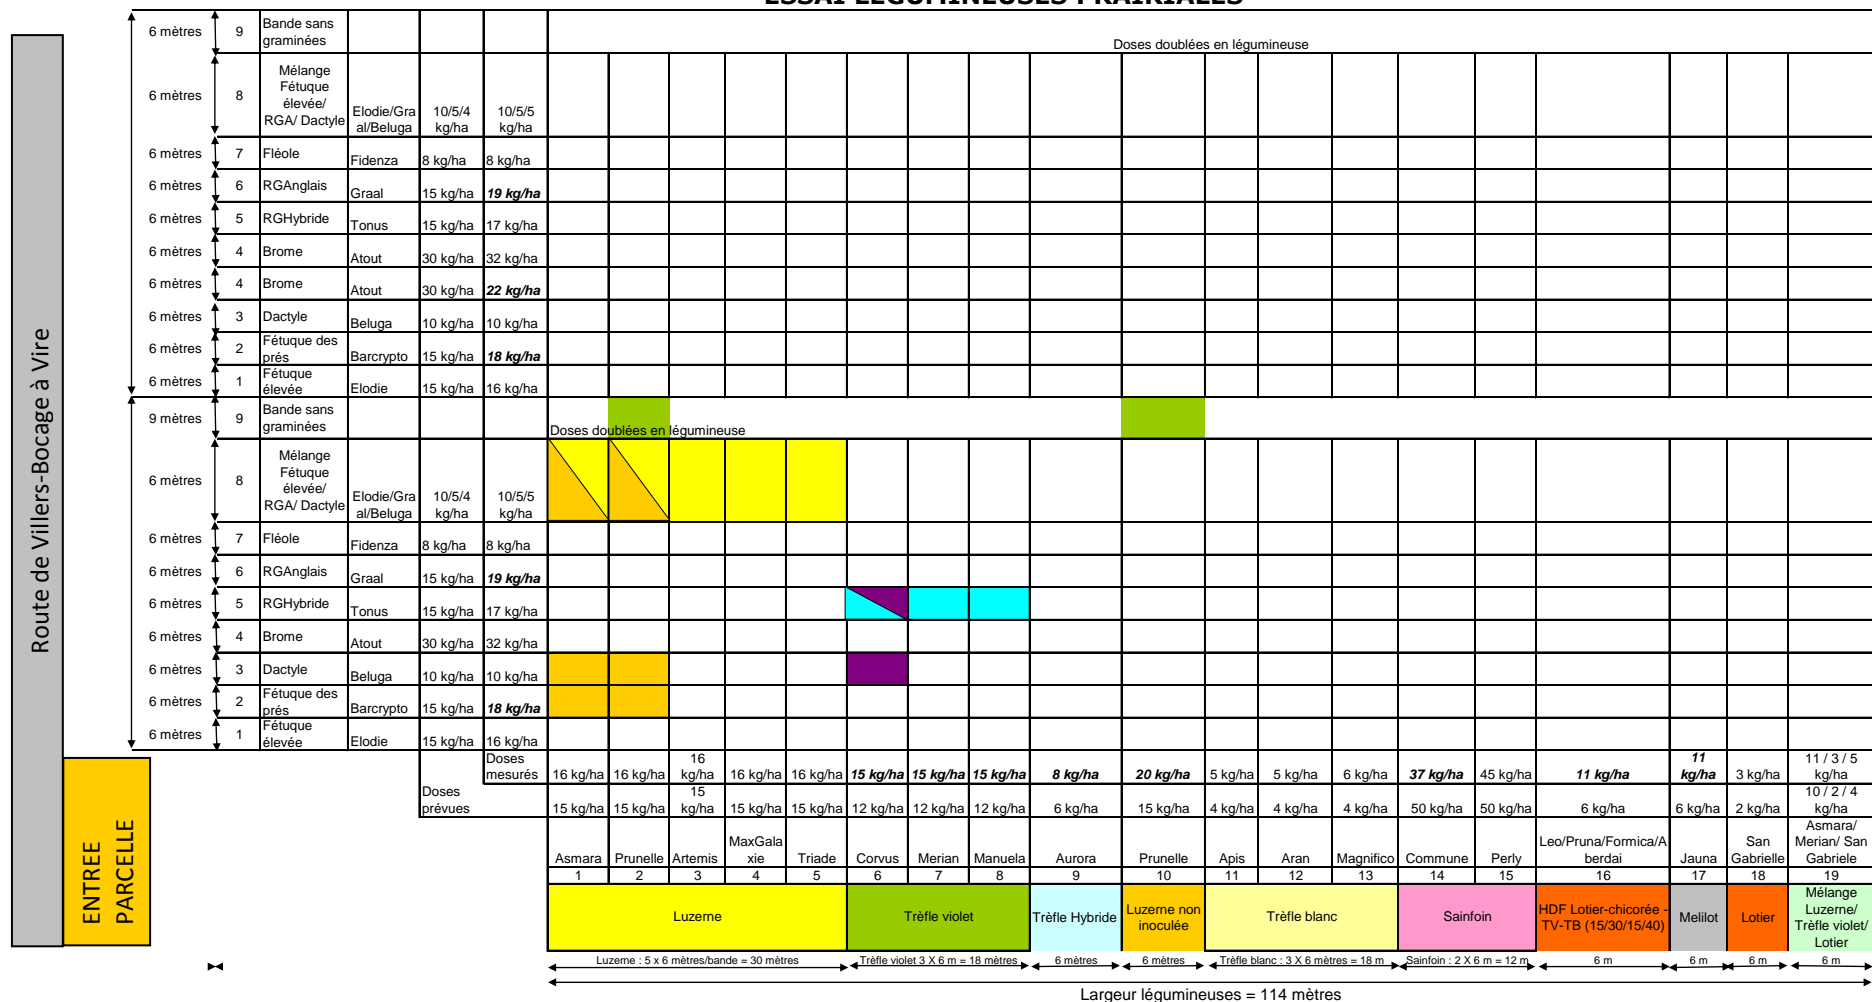 ESSAI LEGUMINEUSES PRAIRIALES
6 mètres 9 Bande sans graminées
Doses doublées en légumineuse
6 mètres 8 Mélange Fétuque élevée/ RGA/ Dactyle Elodie/Graal/Beluga 10/5/4 kg/ha 10/5/5 kg/ha
6 mètres 7 Fléole Fidenza 8 kg/ha 8 kg/ha
6 mètres 6 RGAnglais Graal 15 kg/ha 19 kg/ha
6 mètres 5 RGHybride Tonus 15 kg/ha 17 kg/ha
6 mètres 4 Brome Atout 30 kg/ha 32 kg/ha
6 mètres 4 Brome Atout 30 kg/ha 22 kg/ha
6 mètres 3 Dactyle Beluga 10 kg/ha 10 kg/ha
6 mètres 2 Fétuque des prés Barcrypto 15 kg/ha 18 kg/ha
6 mètres 1 Fétuque élevée Elodie 15 kg/ha 16 kg/ha
9 mètres 9 Bande sans graminées
Doses doublées en légumineuse
6 mètres 8 Mélange Fétuque élevée/ RGA/ Dactyle Elodie/Graal/Beluga 10/5/4 kg/ha 10/5/5 kg/ha
6 mètres 7 Fléole Fidenza 8 kg/ha 8 kg/ha
6 mètres 6 RGAnglais Graal 15 kg/ha 19 kg/ha
6 mètres 5 RGHybride Tonus 15 kg/ha 17 kg/ha
6 mètres 4 Brome Atout 30 kg/ha 32 kg/ha
6 mètres 3 Dactyle Beluga 10 kg/ha 10 kg/ha
6 mètres 2 Fétuque des prés Barcrypto 15 kg/ha 18 kg/ha
6 mètres 1 Fétuque élevée Elodie 15 kg/ha 16 kg/ha
Route de Villers-Bocage à Vire
ENTREE PARCELLE
Doses mesurés 16 kg/ha 16 kg/ha 16 kg/ha 16 kg/ha 16 kg/ha 15 kg/ha 15 kg/ha 15 kg/ha 8 kg/ha 20 kg/ha 5 kg/ha 5 kg/ha 6 kg/ha 37 kg/ha 45 kg/ha 11 kg/ha 11 kg/ha 3 kg/ha 11 / 3 / 5 kg/ha
Doses prévues 15 kg/ha 15 kg/ha 15 kg/ha 15 kg/ha 15 kg/ha 12 kg/ha 12 kg/ha 12 kg/ha 6 kg/ha 15 kg/ha 4 kg/ha 4 kg/ha 4 kg/ha 50 kg/ha 50 kg/ha 6 kg/ha 6 kg/ha 2 kg/ha 10 / 2 / 4 kg/ha
Asmara Prunelle Artemis MaxGalaxie Triade Corvus Merian Manuela Aurora Prunelle Apis Aran Magnifico Commune Perly Leo/Pruna/Formica/Aberdai Jauna San Gabrielle Asmara/ Merian/ San Gabriele
1 2 3 4 5 6 7 8 9 10 11 12 13 14 15 16 17 18 19
Luzerne Trèfle violet Trèfle Hybride Luzerne non inoculée Trèfle blanc Sainfoin HDF Lotier-chicorée - TV-TB (15/30/15/40) Melilot Lotier Mélange Luzerne/ Trèfle violet/ Lotier
Luzerne : 5 x 6 mètres/bande = 30 mètres Trèfle violet 3 X 6 m = 18 mètres 6 mètres 6 mètres Trèfle blanc : 3 X 6 mètres = 18 m Sainfoin : 2 X 6 m = 12 m 6 m 6 m 6 m 6 m
Largeur légumineuses = 114 mètres